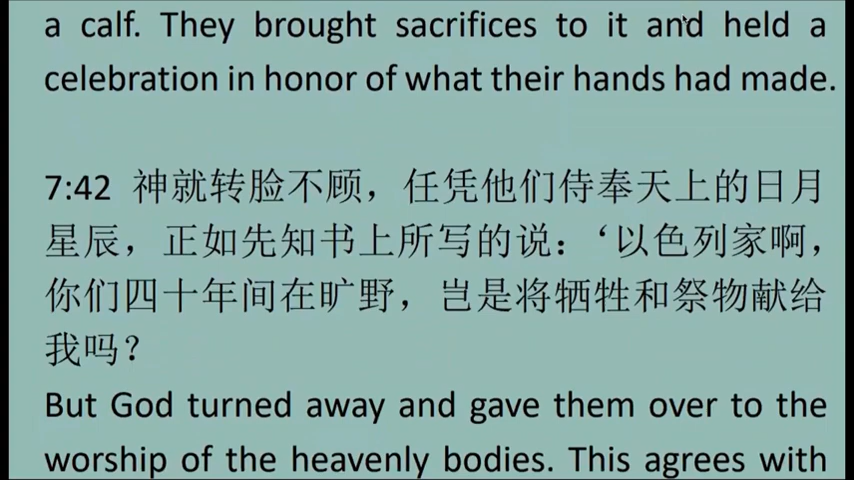 a calf. They brought sacrifices to it and held a
celebration in honor of what their hands had made.
7:42 神就转脸不顾，任凭他们侍奉天上的日月
星辰，正如先知书上所写的说：‘以色列家啊，
你们四十年间在旷野，岂是将牺牲和祭物献给
我吗？
But God turned away and gave them over to the
worship of the heavenly bodies. This agrees with